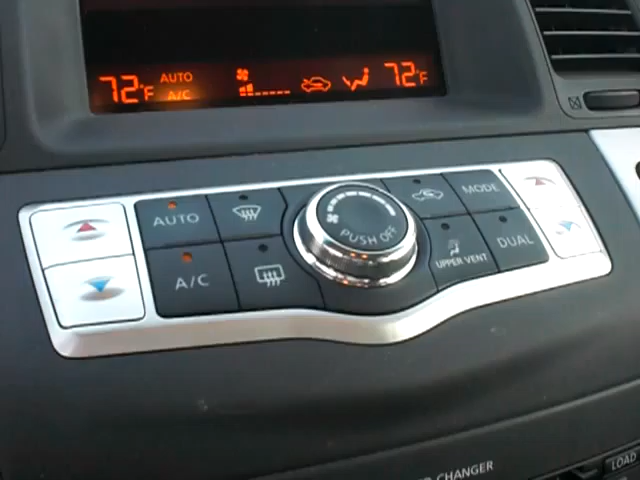 72°F AUTO 72°F
A/C
AUTO
A/C
PUSH OFF
MODE
UPPER VENT
DUAL
CHANGER
LOAD